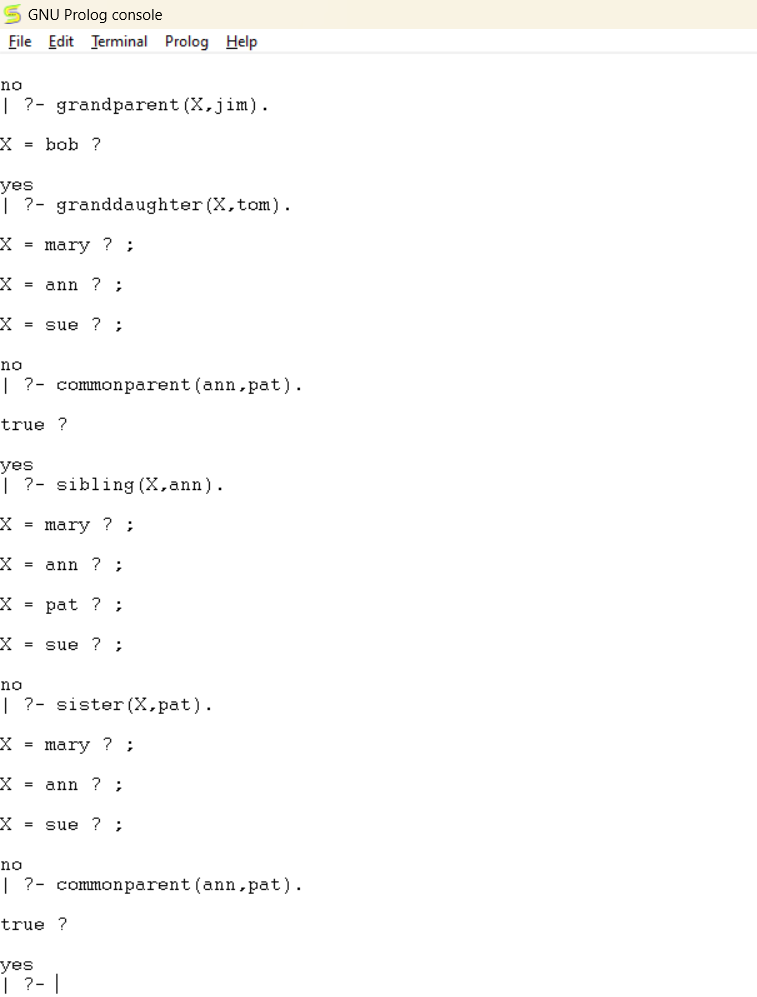 GNU Prolog console
File Edit Terminal Prolog Help
no
| ?- grandparent(X,jim).
X = bob ?
yes
| ?- granddaughter(X,tom).
X = mary ? ;
X = ann ? ;
X = sue ? ;
no
| ?- commonparent(ann,pat).
true ?
yes
| ?- sibling(X,ann).
X = mary ? ;
X = ann ? ;
X = pat ? ;
X = sue ? ;
no
| ?- sister(X,pat).
X = mary ? ;
X = ann ? ;
X = sue ? ;
no
| ?- commonparent(ann,pat).
true ?
yes
| ?-